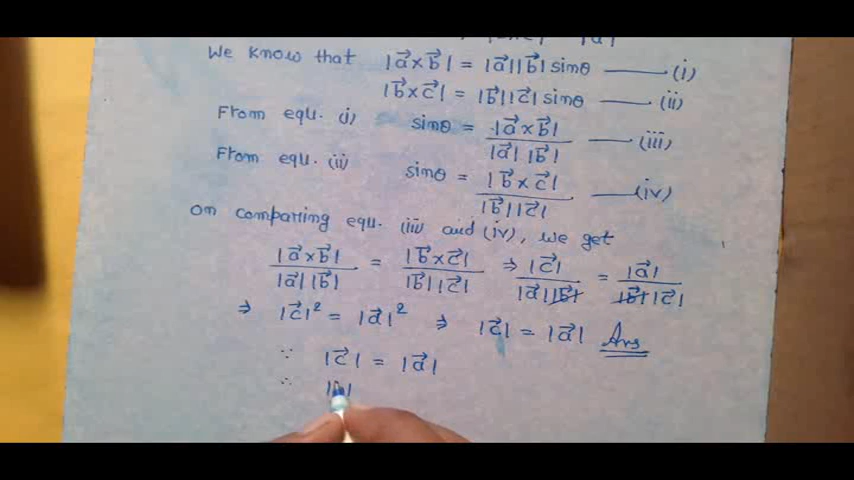 We know that |a⃗×b⃗| = |a⃗||b⃗| sinθ —— (i)
|b⃗×c⃗| = |b⃗||c⃗| sinθ —— (ii)
From equ. (i) sinθ = |a⃗×b⃗| / |a⃗||b⃗| —— (iii)
From equ. (ii) sinθ = |b⃗×c⃗| / |b⃗||c⃗| —— (iv)
On comparing equ. (iii) and (iv), we get
|a⃗×b⃗| / |a⃗||b⃗| = |b⃗×c⃗| / |b⃗||c⃗| ⇒ |c⃗| / |a⃗||b⃗| = |a⃗| / |b⃗||c⃗|
⇒ |c⃗|² = |a⃗|² ⇒ |c⃗| = |a⃗| Ans
∵ |c⃗| = |a⃗|
∴